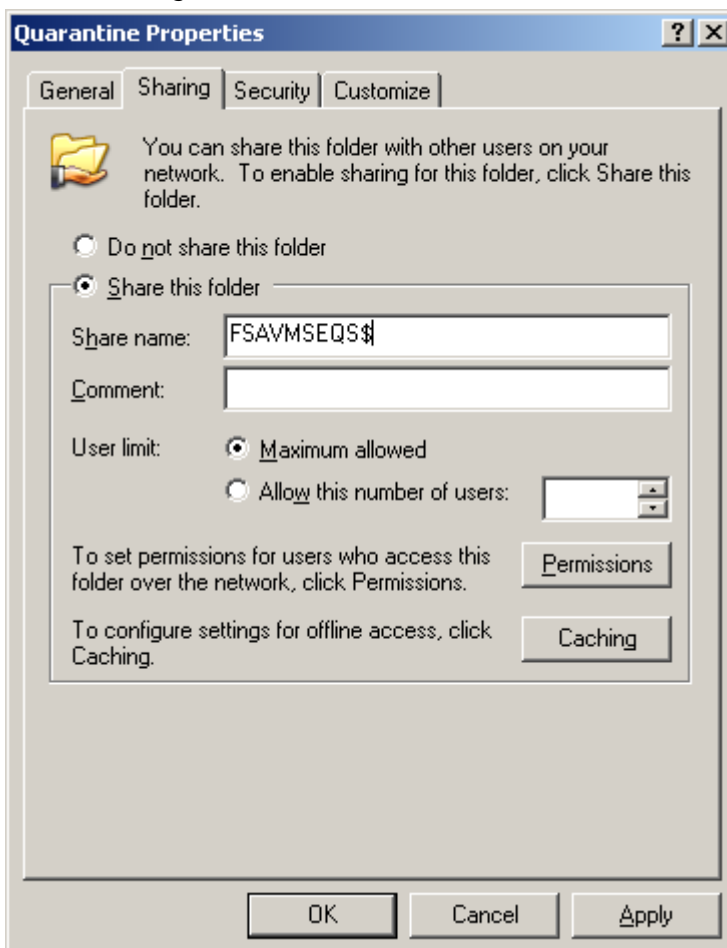 Quarantine Properties
General Sharing Security Customize
You can share this folder with other users on your
network. To enable sharing for this folder, click Share this
folder.
Do not share this folder
Share this folder
Share name: FSAVMSEQS$
Comment:
User limit: Maximum allowed
Allow this number of users:
To set permissions for users who access this
folder over the network, click Permissions.
Permissions
To configure settings for offline access, click
Caching.
Caching
OK Cancel Apply